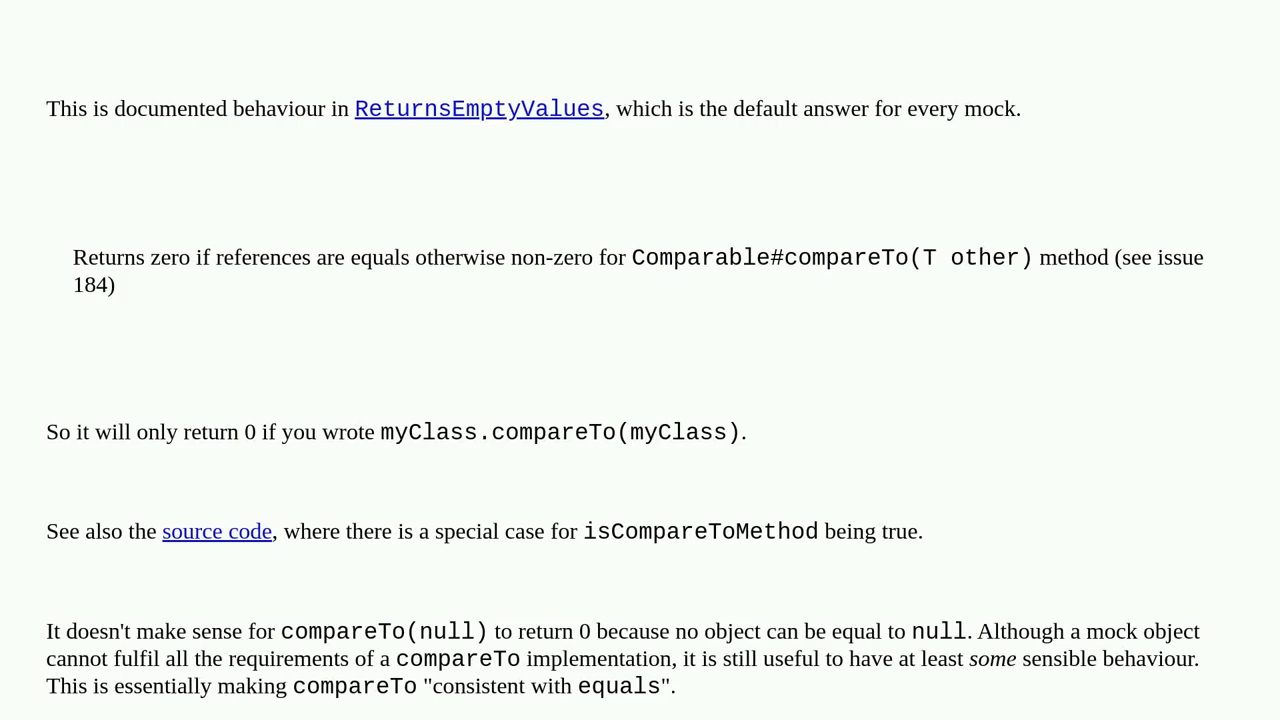 This is documented behaviour in ReturnsEmptyValues, which is the default answer for every mock.
Returns zero if references are equals otherwise non-zero for Comparable#compareTo(T other) method (see issue
184)
So it will only return 0 if you wrote myClass.compareTo(myClass).
See also the source code, where there is a special case for isCompareToMethod being true.
It doesn't make sense for compareTo(null) to return 0 because no object can be equal to null. Although a mock object
cannot fulfil all the requirements of a compareTo implementation, it is still useful to have at least some sensible behaviour.
This is essentially making compareTo "consistent with equals".